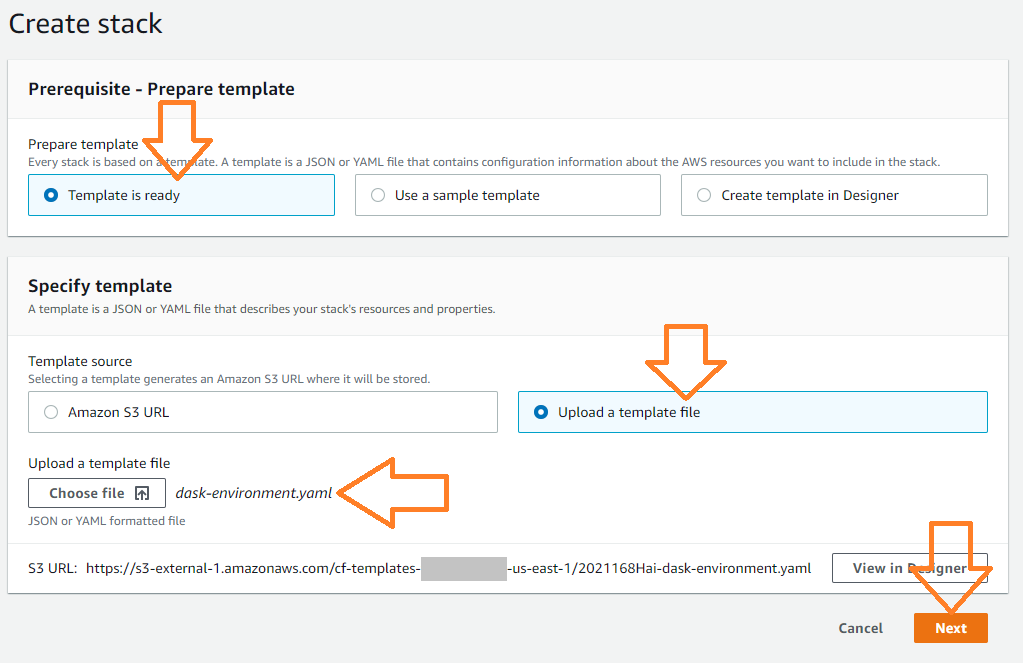 Create stack
Prerequisite - Prepare template
Prepare template
Every stack is based on a template. A template is a JSON or YAML file that contains configuration information about the AWS resources you want to include in the stack.
Template is ready
Use a sample template
Create template in Designer
Specify template
A template is a JSON or YAML file that describes your stack's resources and properties.
Template source
Selecting a template generates an Amazon S3 URL where it will be stored.
Amazon S3 URL
Upload a template file
Upload a template file
Choose file
dask-environment.yaml
JSON or YAML formatted file
S3 URL: https://s3-external-1.amazonaws.com/cf-templates- -us-east-1/2021168Hai-dask-environment.yaml
View in Designer
Cancel
Next